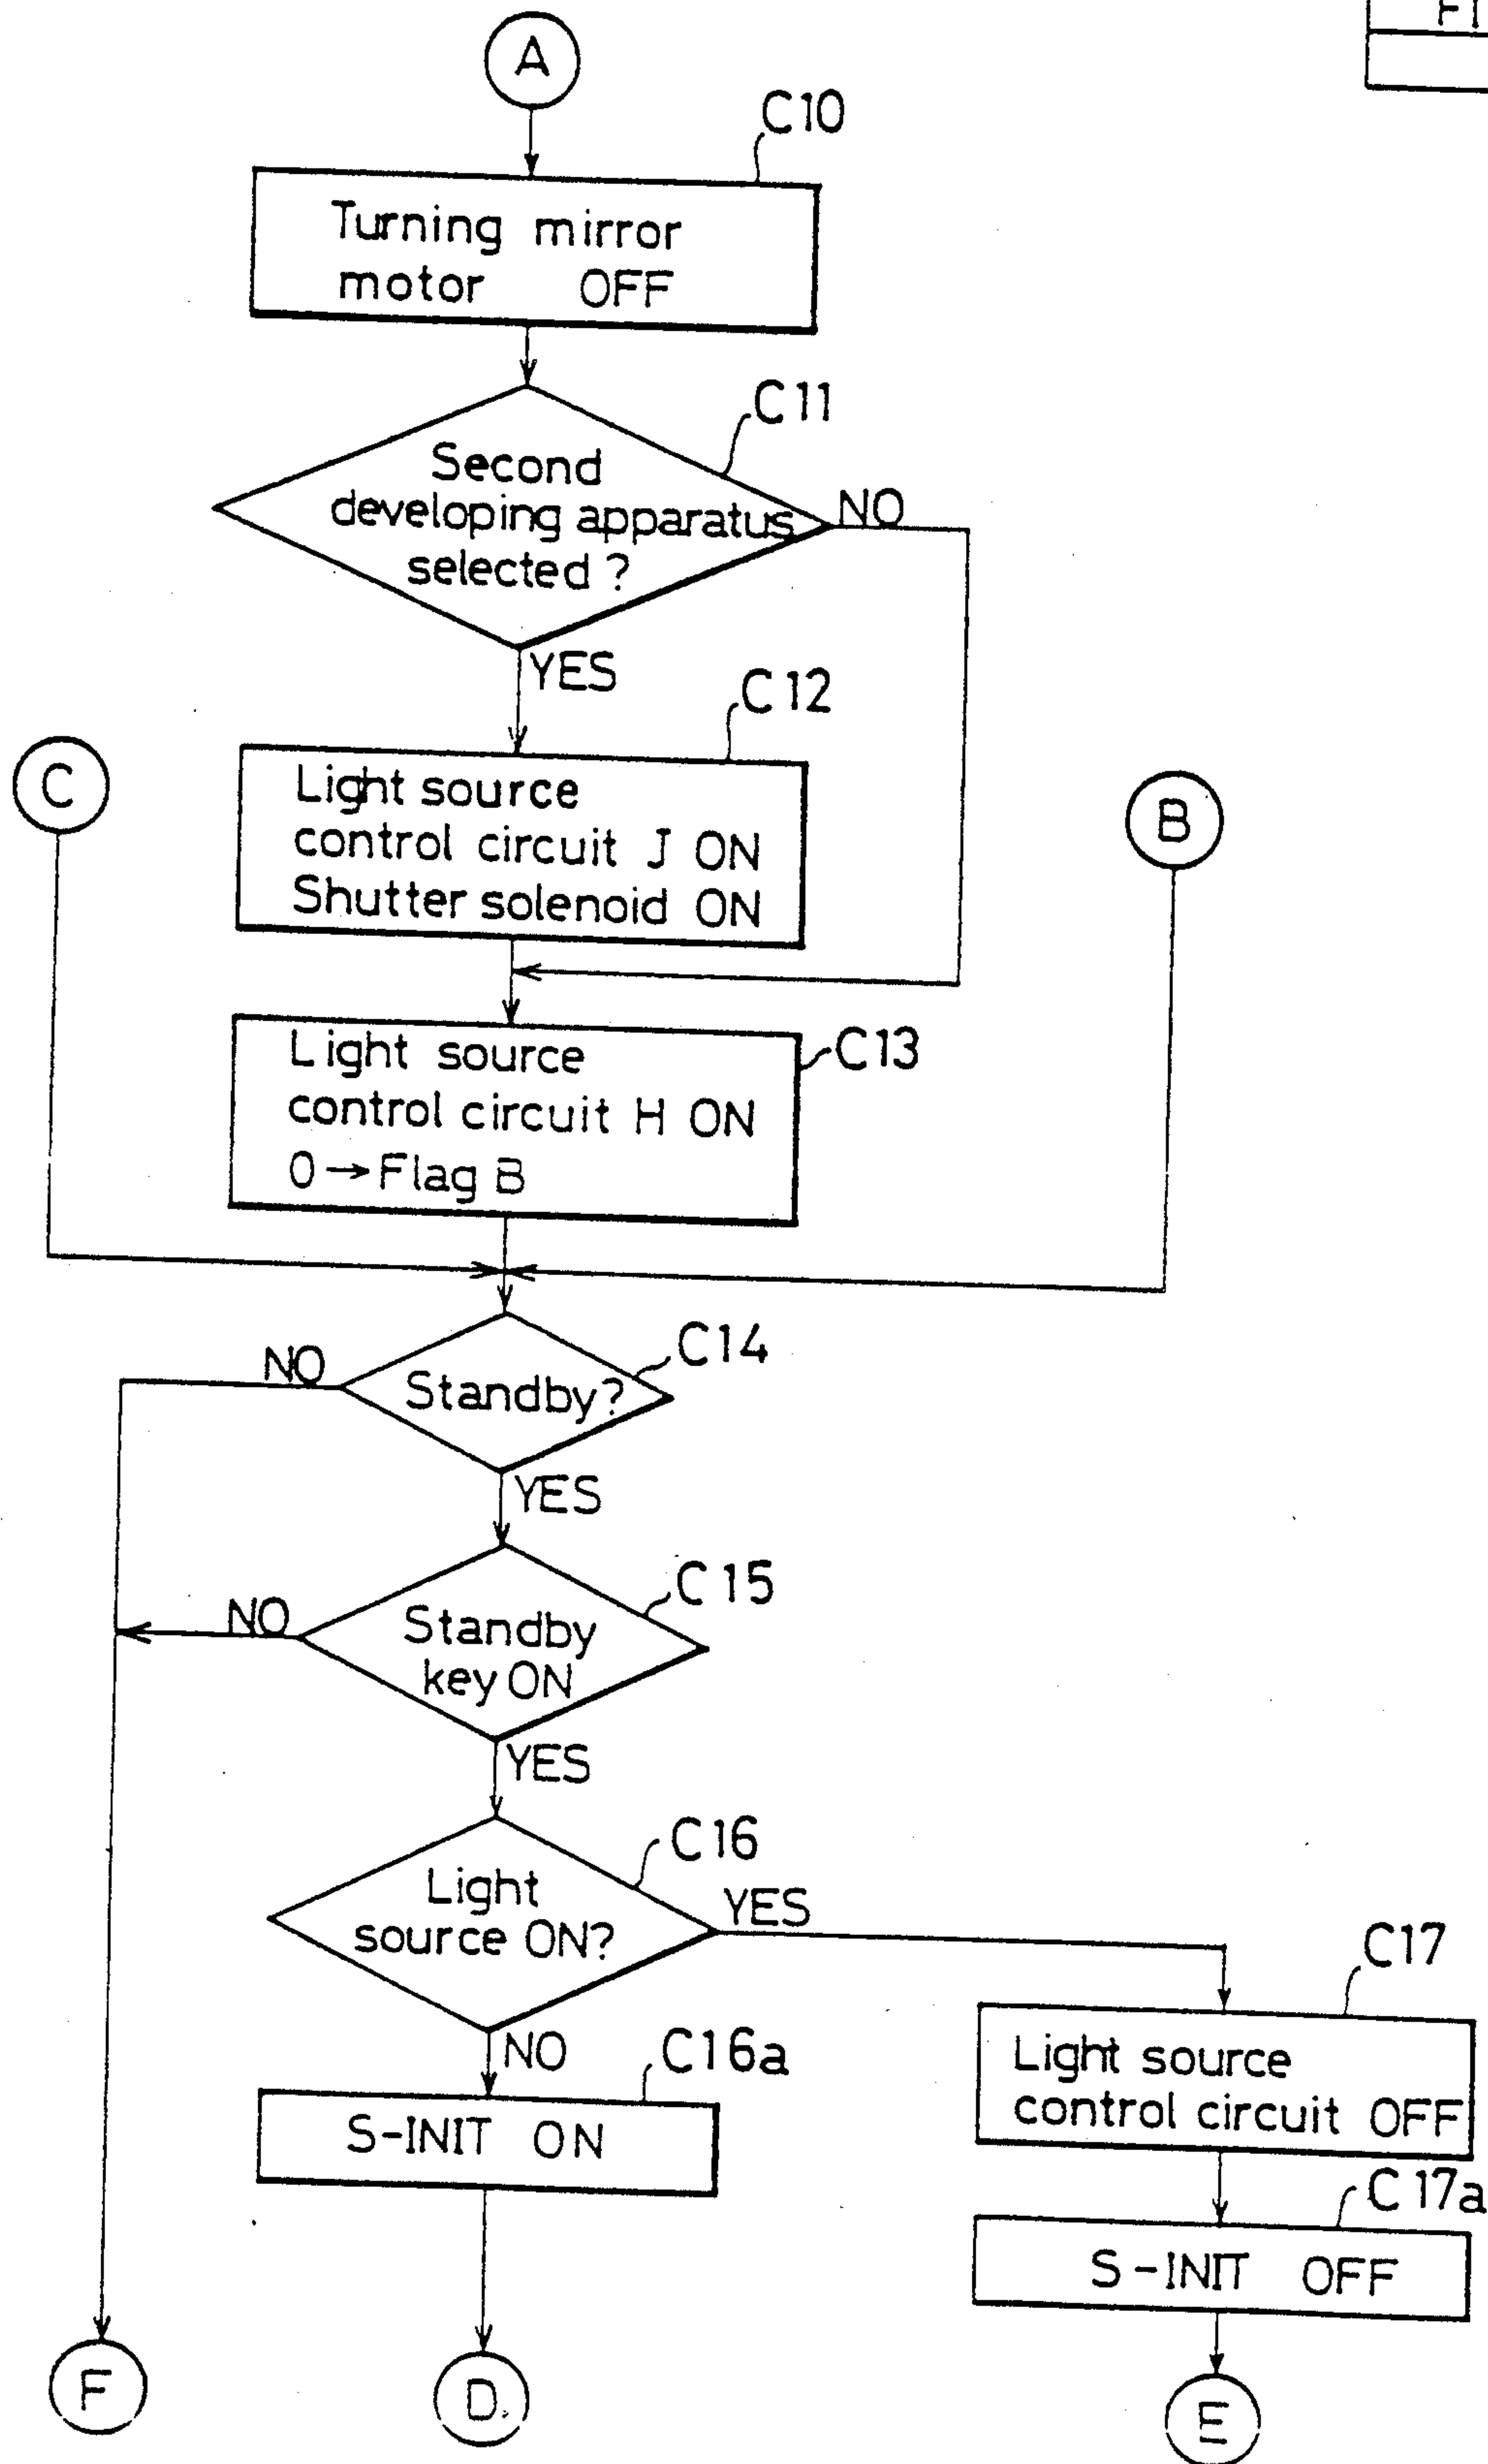 A
C10
Turning mirror
motor OFF
C11
Second
developing apparatus
selected ?
NO
YES
C12
Light source
control circuit J ON
Shutter solenoid ON
C
B
C13
Light source
control circuit H ON
0→Flag B
C14
NO
Standby?
YES
C15
NO
Standby
key ON
YES
C16
Light
source ON?
YES
C17
Light source
control circuit OFF
NO
C16a
S-INIT ON
C17a
S-INIT OFF
F
D
E